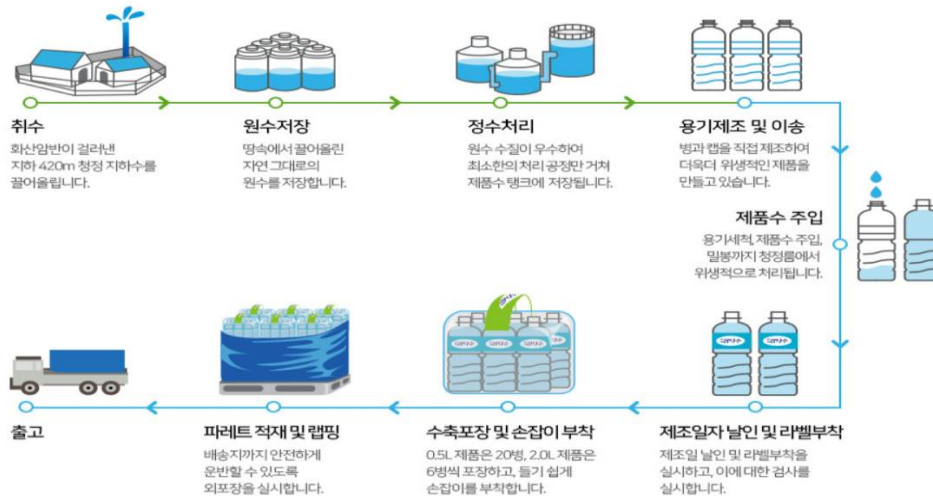 취수
화산암반이 걸러낸
지하 420m 청정 지하수를
끌어올립니다.
원수저장
땅속에서 끌어올린
자연 그대로의
원수를 저장합니다.
정수처리
원수 수질이 우수하여
최소한의 처리 공정만 거쳐
제품수 탱크에 저장됩니다.
용기제조 및 이송
병과 캡을 직접 제조하여
더욱더 위생적인 제품을
만들고 있습니다.
제품수 주입
용기세척, 제품수 주입,
밀봉까지 청정룸에서
위생적으로 처리됩니다.
제조일자 날인 및 라벨부착
제조일 날인 및 라벨부착을
실시하고, 이에 대한 검사를
실시합니다.
수축포장 및 손잡이 부착
0.5L 제품은 20병, 2.0L 제품은
6병씩 포장하고, 들기 쉽게
손잡이를 부착합니다.
파레트 적재 및 랩핑
배송지까지 안전하게
운반할 수 있도록
외포장을 실시합니다.
출고